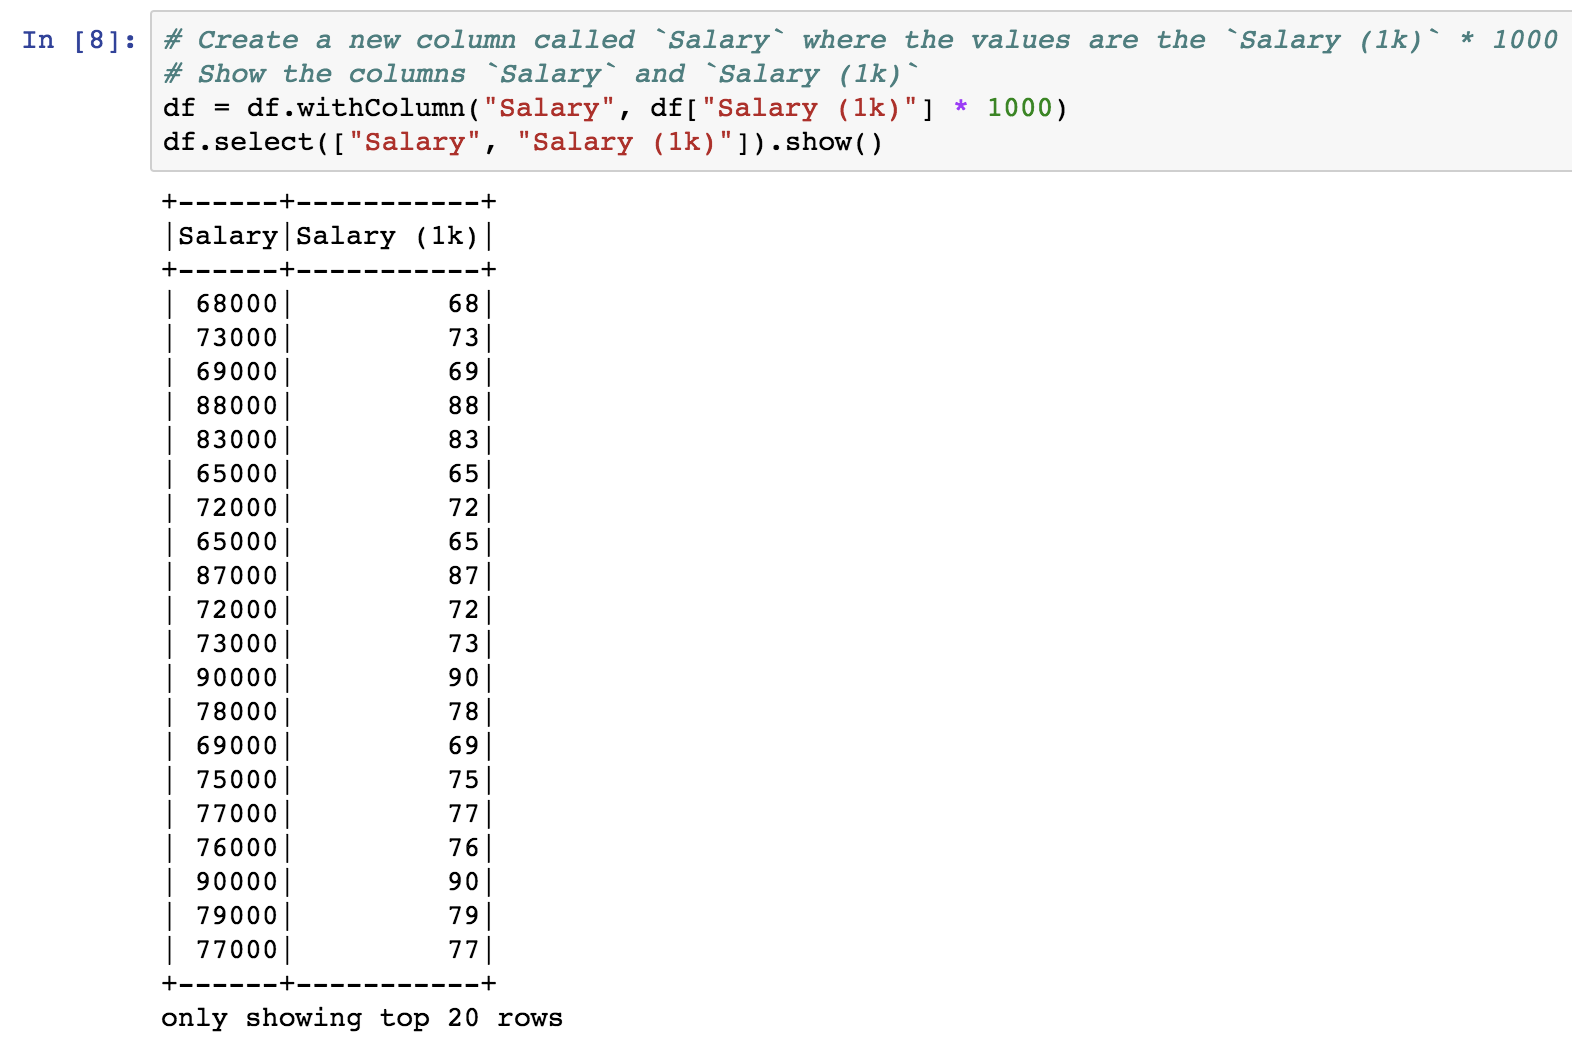 In [8]: # Create a new column called `Salary` where the values are the `Salary (1k)` * 1000
# Show the columns `Salary` and `Salary (1k)`
df = df.withColumn("Salary", df["Salary (1k)"] * 1000)
df.select(["Salary", "Salary (1k)"]).show()
+------+-----------+
|Salary|Salary (1k)|
+------+-----------+
| 68000|         68|
| 73000|         73|
| 69000|         69|
| 88000|         88|
| 83000|         83|
| 65000|         65|
| 72000|         72|
| 65000|         65|
| 87000|         87|
| 72000|         72|
| 73000|         73|
| 90000|         90|
| 78000|         78|
| 69000|         69|
| 75000|         75|
| 77000|         77|
| 76000|         76|
| 90000|         90|
| 79000|         79|
| 77000|         77|
+------+-----------+
only showing top 20 rows